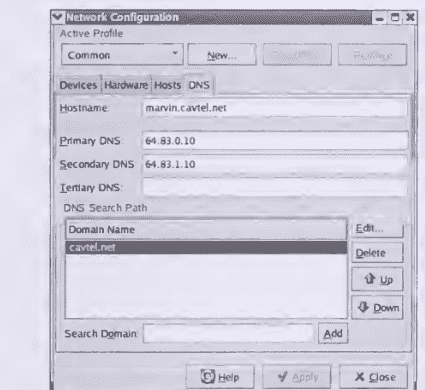 Network Configuration
Active Profile
Common New...
Devices Hardware Hosts DNS
Hostname: marvin.cavtel.net
Primary DNS: 64.83.0.10
Secondary DNS 64.83.1.10
Tertiary DNS:
DNS Search Path
Domain Name
Edit...
cavtel.net
Delete
Up
Down
Search Domain: Add
Help Apply Close